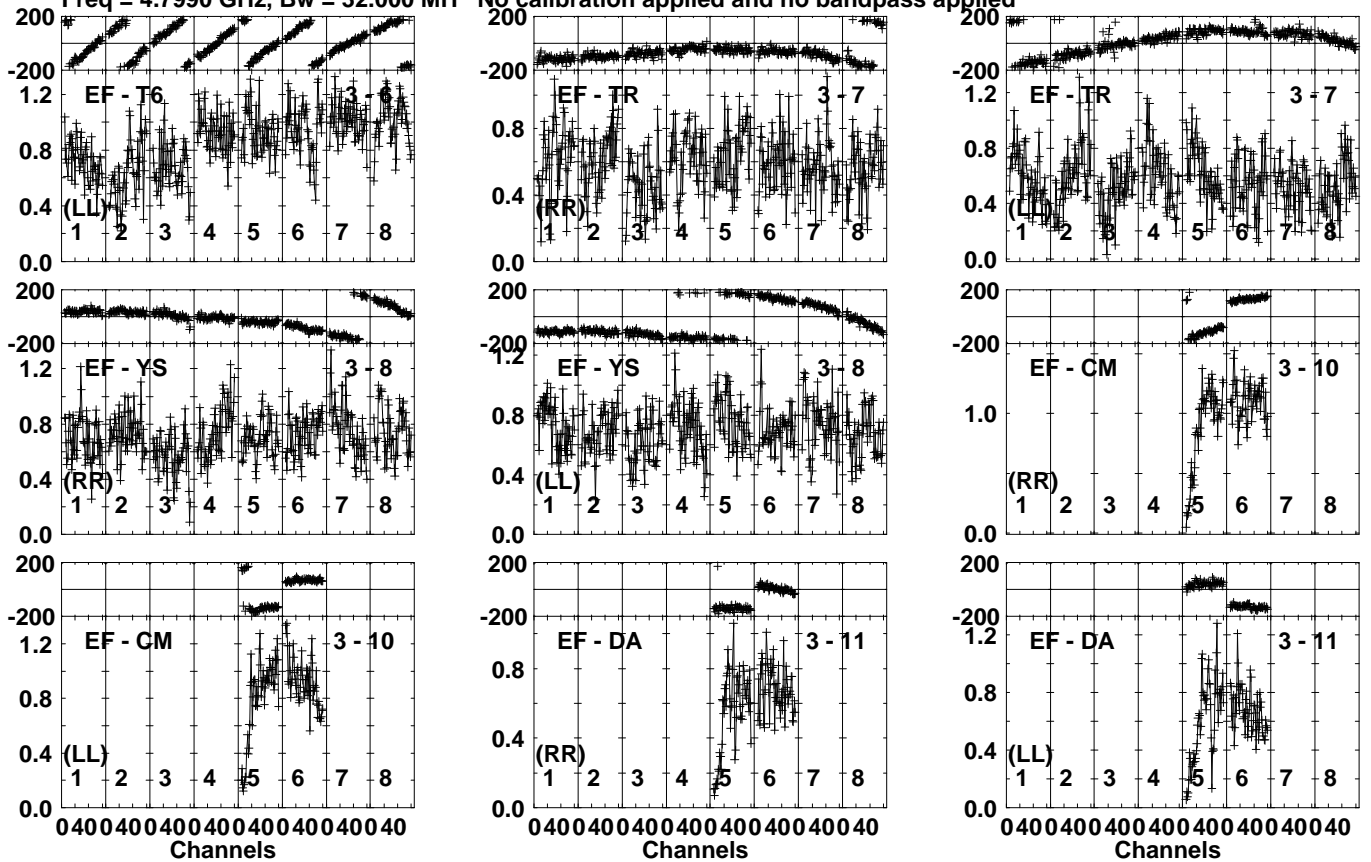 Freq = 4.7990 GHz, Bw = 32.000 MH No calibration applied and no bandpass applied
200 200 200
-200 -200 -200
EF - T6 3 - 6 EF - TR 3 - 7 EF - TR 3 - 7
1.2 1.2
0.8 0.8 0.8
0.4 0.4 0.4
(LL) (RR) (LL)
1 2 3 4 5 6 7 8 1 2 3 4 5 6 7 8 1 2 3 4 5 6 7 8
0.0 0.0 0.0
200 200 200
-200 -200 -200
EF - YS 3 - 8 EF - YS 3 - 8 EF - CM 3 - 10
1.2 1.2
0.8 0.8 1.0
0.4 0.4
(RR) (LL) (RR)
1 2 3 4 5 6 7 8 1 2 3 4 5 6 7 8 1 2 3 4 5 6 7 8
0.0 0.0 0.0
200 200 200
-200 -200 -200
EF - CM 3 - 10 EF - DA 3 - 11 EF - DA 3 - 11
1.2 1.2
0.8 0.8 0.8
0.4 0.4 0.4
(LL) (RR) (LL)
1 2 3 4 5 6 7 8 1 2 3 4 5 6 7 8 1 2 3 4 5 6 7 8
0.0 0.0 0.0
0 40 0 40 0 40 0 40 0 40 0 40 0 40 0 40 0 40 0 40 0 40 0 40 0 40 0 40 0 40 0 40 0 40 0 40 0 40 0 40 0 40 0 40 0 40 0 40
Channels Channels Channels